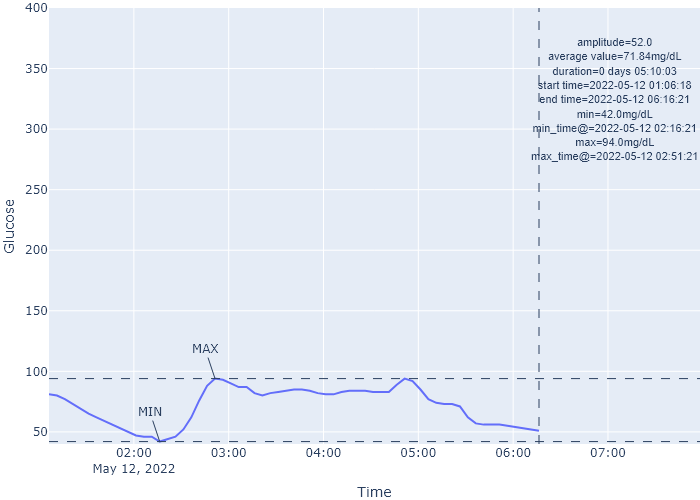 400
350
300
250
200
150
100
50
Glucose
amplitude=52.0
average value=71.84mg/dL
duration=0 days 05:10:03
start time=2022-05-12 01:06:18
end time=2022-05-12 06:16:21
min=42.0mg/dL
min_time@=2022-05-12 02:16:21
max=94.0mg/dL
max_time@=2022-05-12 02:51:21
MAX
MIN
02:00 03:00 04:00 05:00 06:00 07:00
May 12, 2022
Time